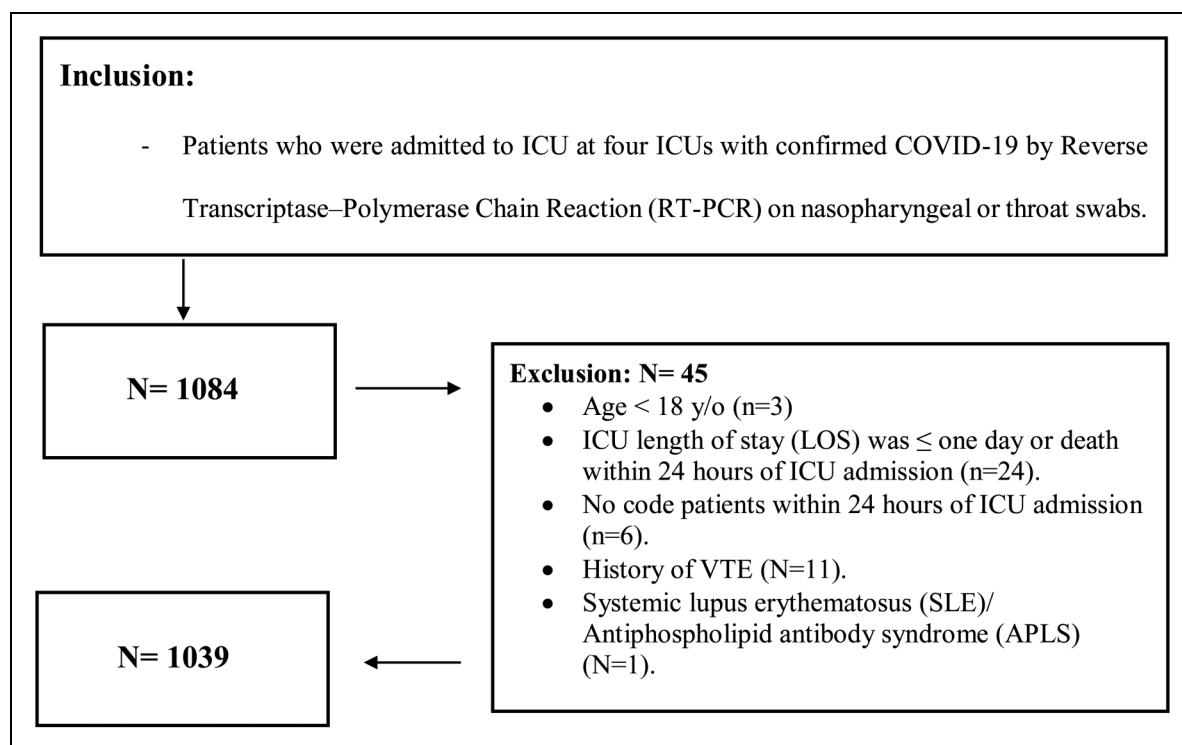 Inclusion:
- Patients who were admitted to ICU at four ICUs with confirmed COVID-19 by Reverse
Transcriptase–Polymerase Chain Reaction (RT-PCR) on nasopharyngeal or throat swabs.
N= 1084
Exclusion: N= 45
• Age < 18 y/o (n=3)
• ICU length of stay (LOS) was ≤ one day or death
within 24 hours of ICU admission (n=24).
• No code patients within 24 hours of ICU admission
(n=6).
• History of VTE (N=11).
• Systemic lupus erythematosus (SLE)/
Antiphospholipid antibody syndrome (APLS)
(N=1).
N= 1039